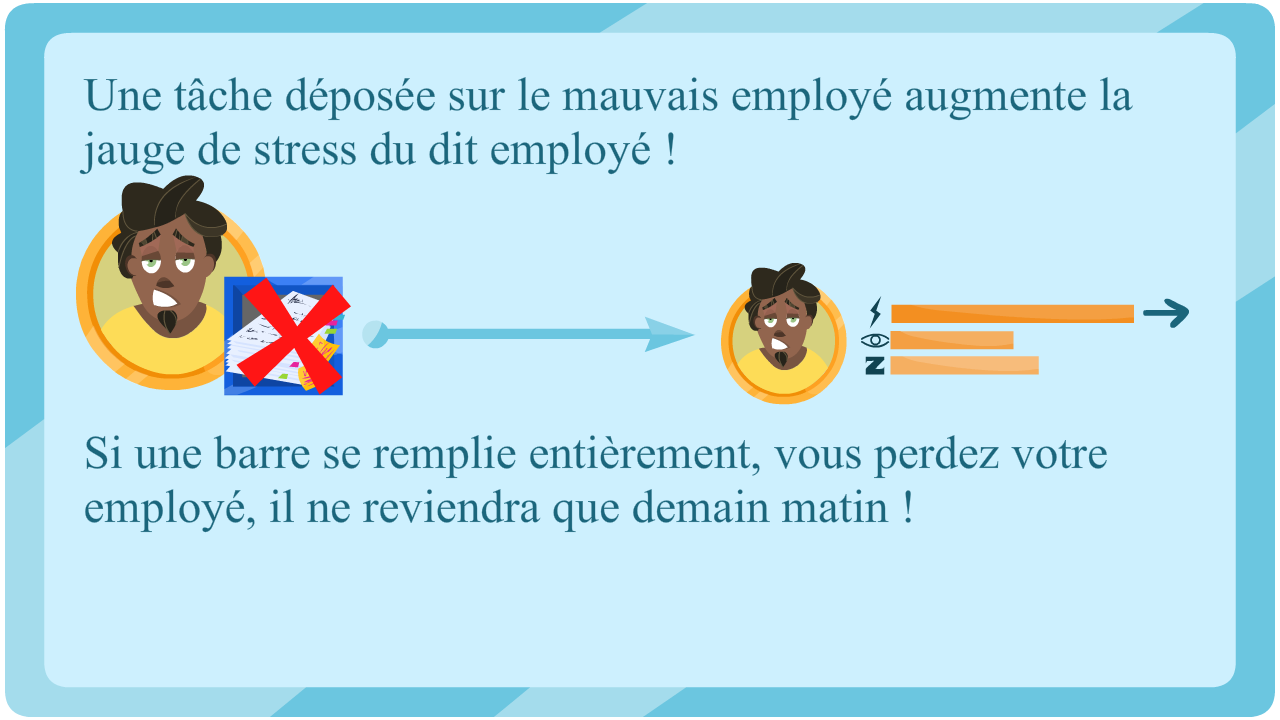 Une tâche déposée sur le mauvais employé augmente la
jauge de stress du dit employé !
Si une barre se remplie entièrement, vous perdez votre
employé, il ne reviendra que demain matin !